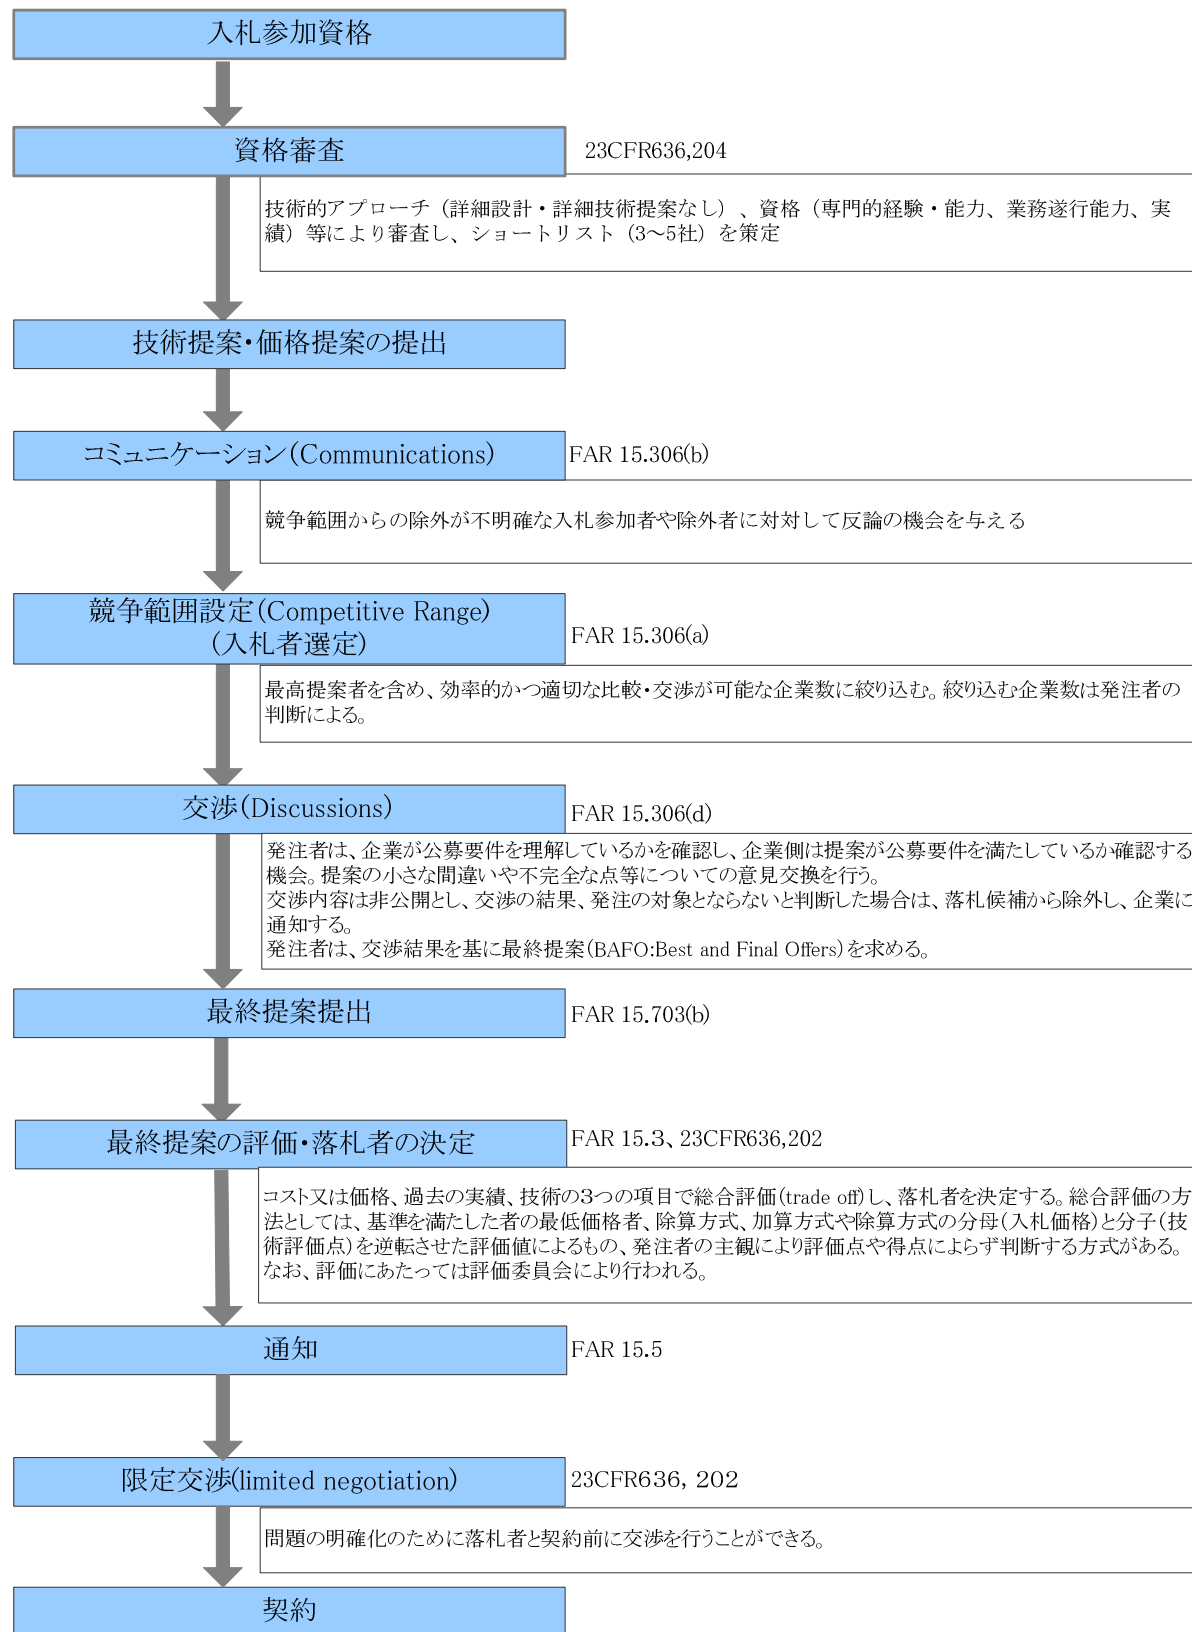 入札参加資格
資格審査
23CFR636,204
技術的アプローチ（詳細設計・詳細技術提案なし）、資格（専門的経験・能力、業務遂行能力、実
績）等により審査し、ショートリスト（3～5社）を策定
技術提案・価格提案の提出
コミュニケーション(Communications)
FAR 15.306(b)
競争範囲からの除外が不明確な入札参加者や除外者に対対して反論の機会を与える
競争範囲設定(Competitive Range)
(入札者選定)
FAR 15.306(a)
最高提案者を含め、効率的かつ適切な比較・交渉が可能な企業数に絞り込む。絞り込む企業数は発注者の
判断による。
交渉(Discussions)
FAR 15.306(d)
発注者は、企業が公募要件を理解しているかを確認し、企業側は提案が公募要件を満たしているか確認する
機会。提案の小さな間違いや不完全な点等についての意見交換を行う。
交渉内容は非公開とし、交渉の結果、発注の対象とならないと判断した場合は、落札候補から除外し、企業に
通知する。
発注者は、交渉結果を基に最終提案(BAFO:Best and Final Offers)を求める。
最終提案提出
FAR 15.703(b)
最終提案の評価・落札者の決定
FAR 15.3、23CFR636,202
コスト又は価格、過去の実績、技術の3つの項目で総合評価(trade off)し、落札者を決定する。総合評価の方
法としては、基準を満たした者の最低価格者、除算方式、加算方式や除算方式の分母(入札価格)と分子(技
術評価点)を逆転させた評価値によるもの、発注者の主観により評価点や得点によらず判断する方式がある。
なお、評価にあたっては評価委員会により行われる。
通知
FAR 15.5
限定交渉(limited negotiation)
23CFR636, 202
問題の明確化のために落札者と契約前に交渉を行うことができる。
契約